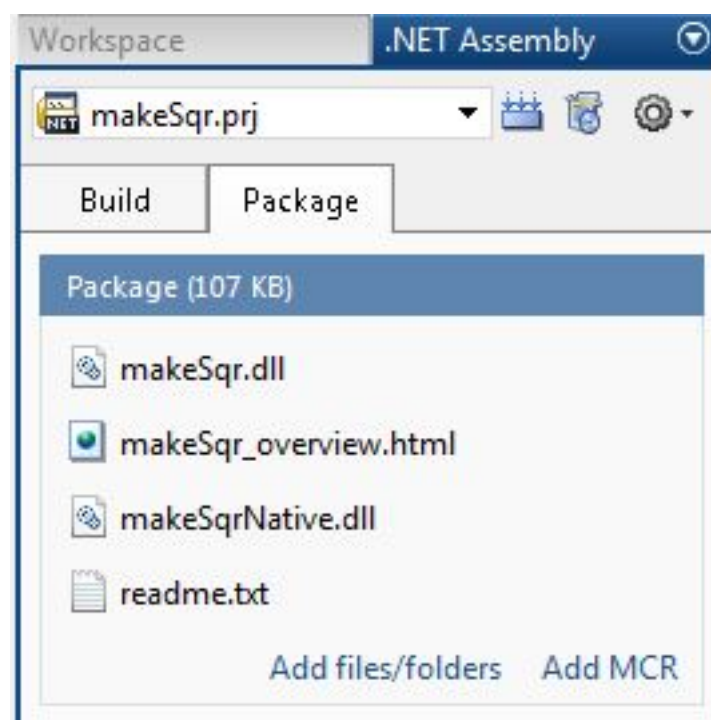 Workspace .NET Assembly
makeSqr.prj
Build Package
Package (107 KB)
makeSqr.dll
makeSqr_overview.html
makeSqrNative.dll
readme.txt
Add files/folders Add MCR